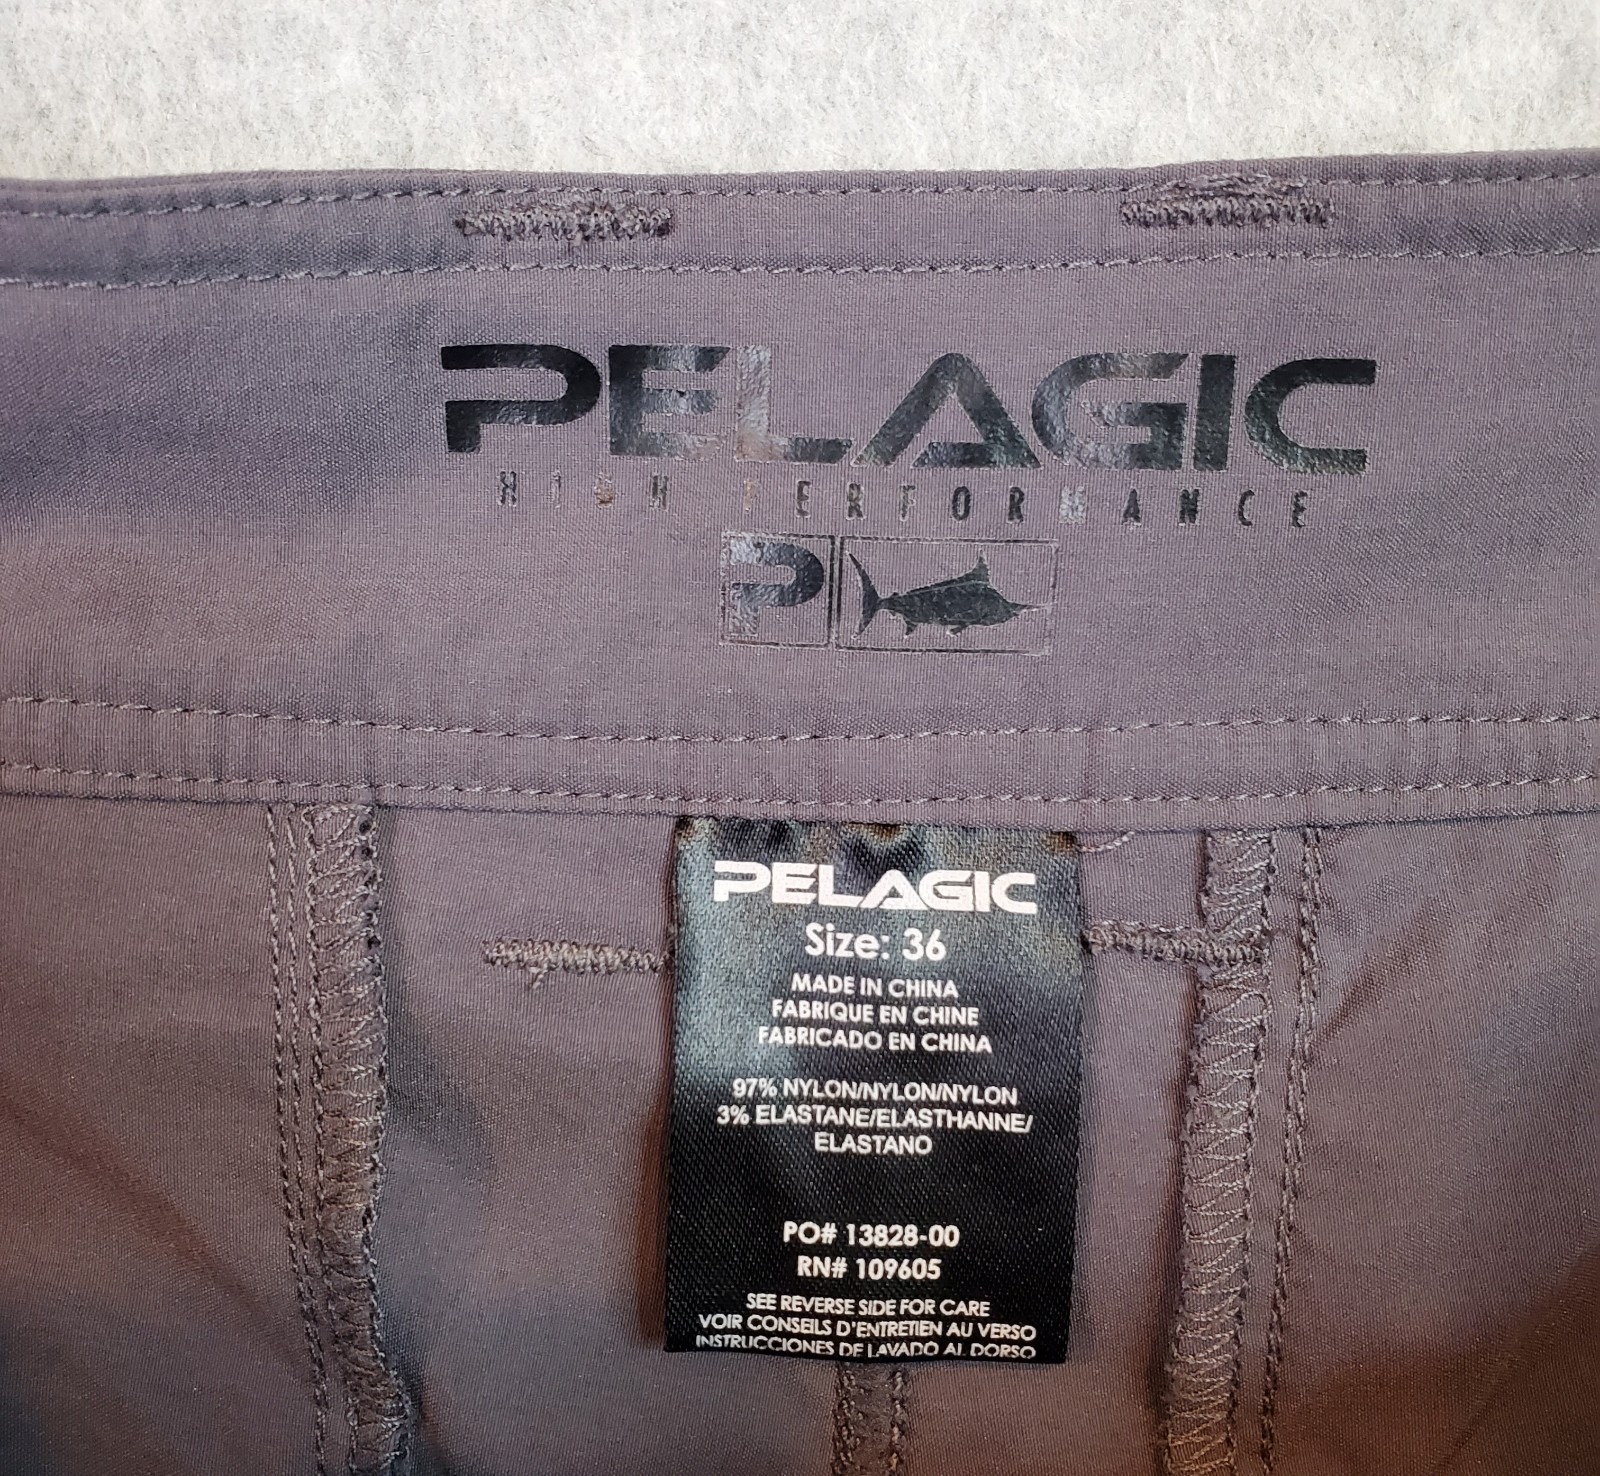 PELAGIC
HIGH PERFORMANCE
P
PELAGIC
Size: 36
MADE IN CHINA
FABRIQUE EN CHINE
FABRICADO EN CHINA
97% NYLON/NYLON/NYLON
3% ELASTANE/ELASTHANNE/
ELASTANO
PO# 13828-00
RN# 109605
SEE REVERSE SIDE FOR CARE
VOIR CONSEILS D'ENTRETIEN AU VERSO
INSTRUCCIONES DE LAVADO AL DORSO